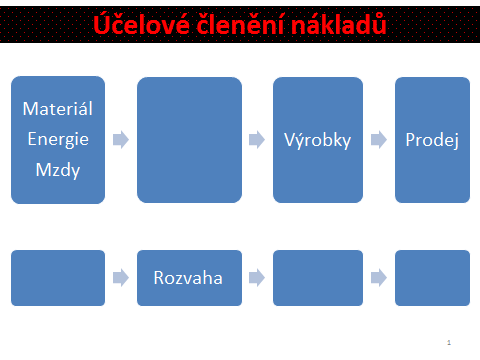 Účelové členění nákladů
Materiál
Energie
Mzdy
Výrobky
Prodej
Rozvaha
1